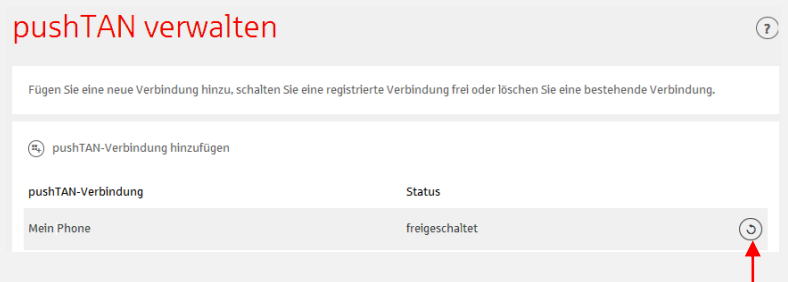 pushTAN verwalten
?
Fügen Sie eine neue Verbindung hinzu, schalten Sie eine registrierte Verbindung frei oder löschen Sie eine bestehende Verbindung.
pushTAN-Verbindung hinzufügen
pushTAN-Verbindung Status
Mein Phone freigeschaltet